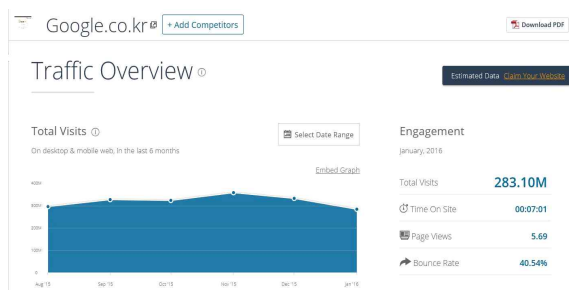 Google.co.kr
+ Add Competitors
Download PDF
Traffic Overview
Estimated Data Claim Your Website
Total Visits
Select Date Range
On desktop & mobile web, in the last 6 months
Embed Graph
400M
300M
200M
100M
0
Aug '15 Sep '15 Oct '15 Nov '15 Dec '15 Jan '16
Engagement
January, 2016
Total Visits 283.10M
Time On Site 00:07:01
Page Views 5.69
Bounce Rate 40.54%